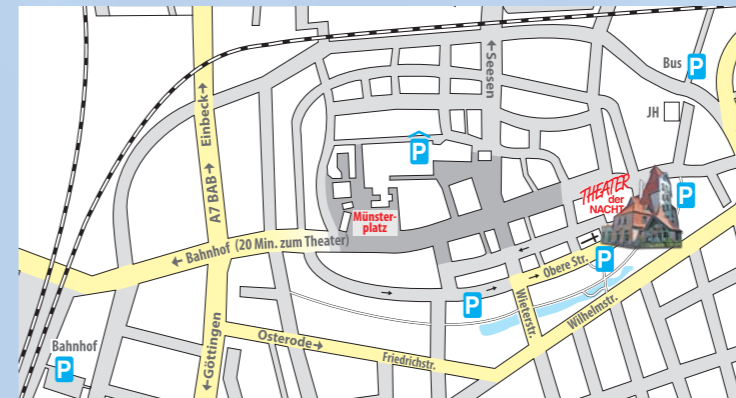 Bus
P
JH
Seesen
A7 BAB Einbeck
P
THEATER
der
NACHT
P
Münster-
platz
Bahnhof (20 Min. zum Theater)
Obere Str.
P
P
Wieterstr.
Wilhelmstr.
Osterode
Friedrichstr.
Bahnhof
P
Göttingen